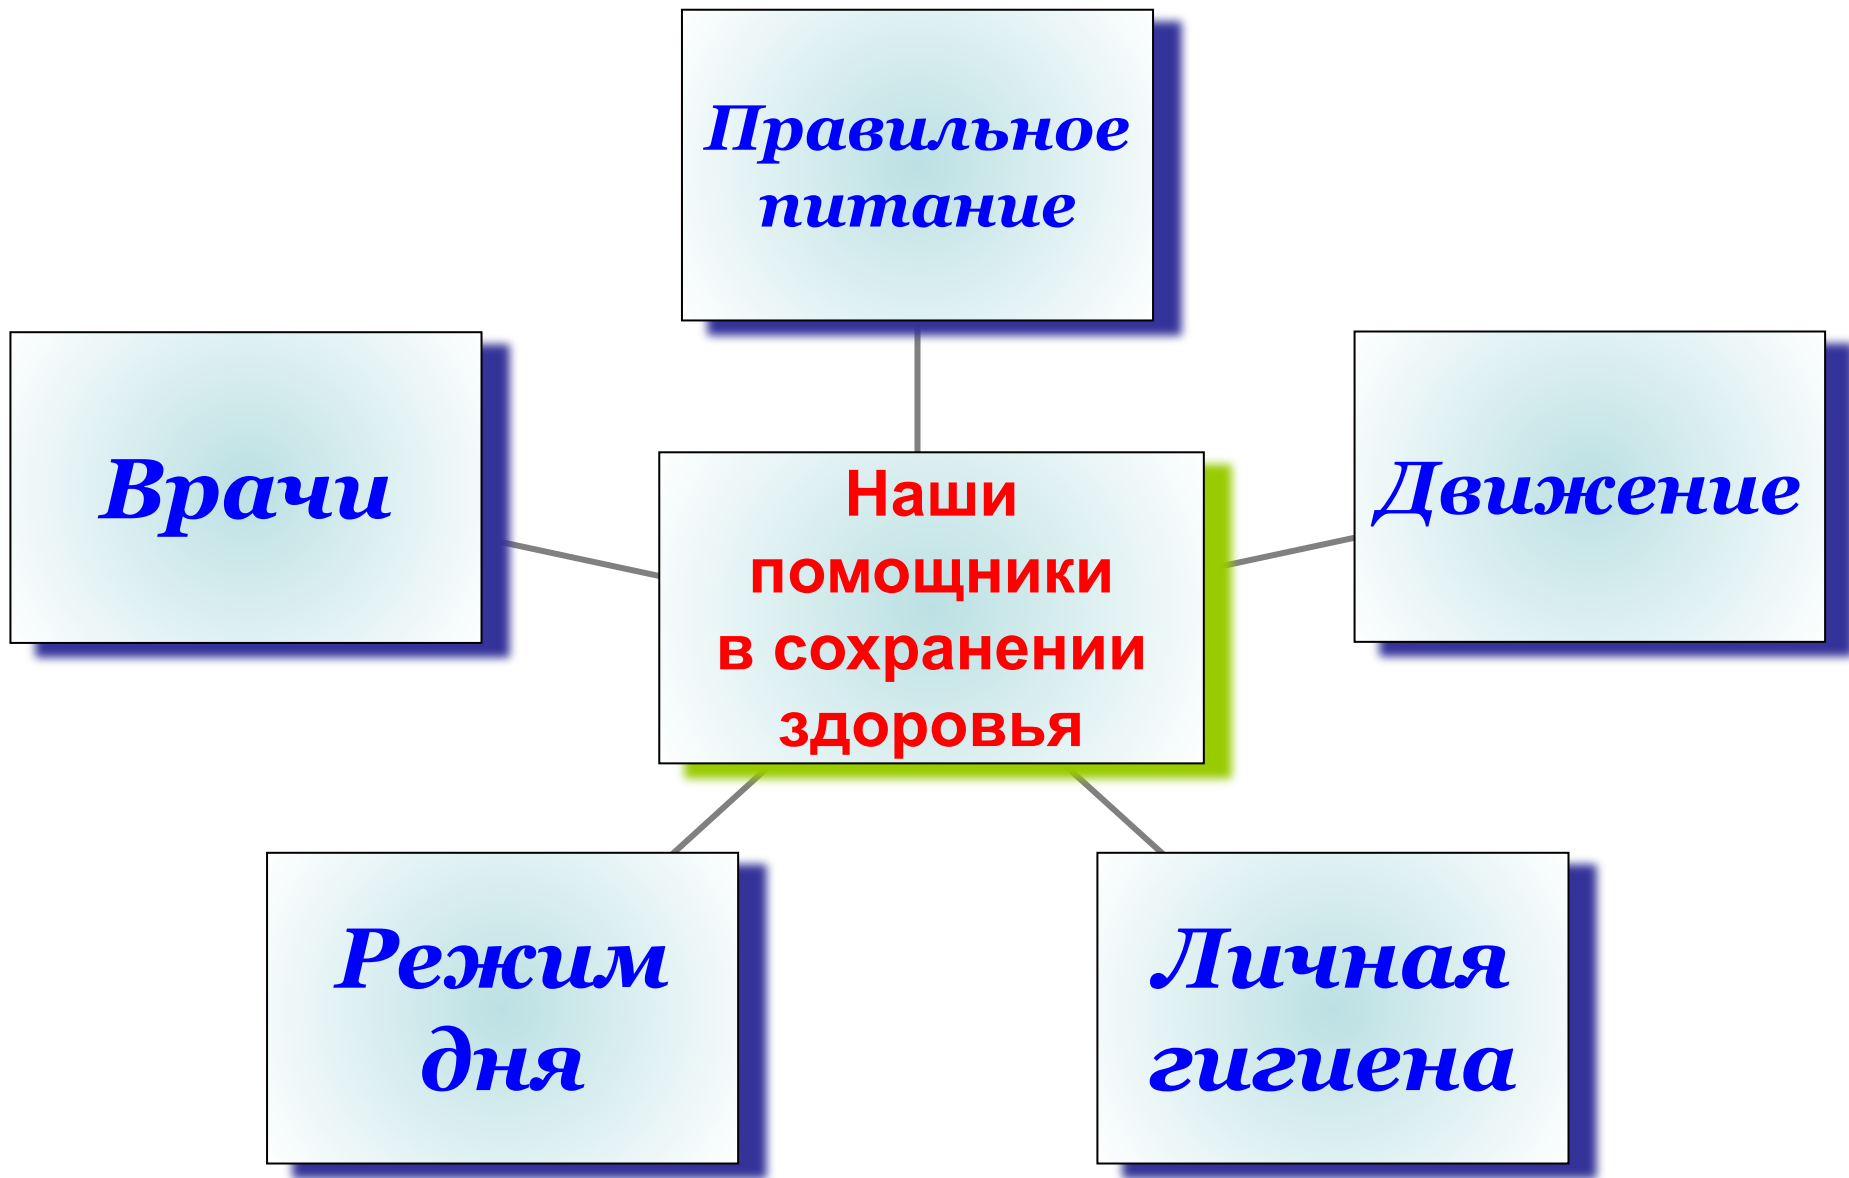 Правильное
питание
Врачи
Движение
Наши
помощники
в сохранении
здоровья
Режим
дня
Личная
гигиена